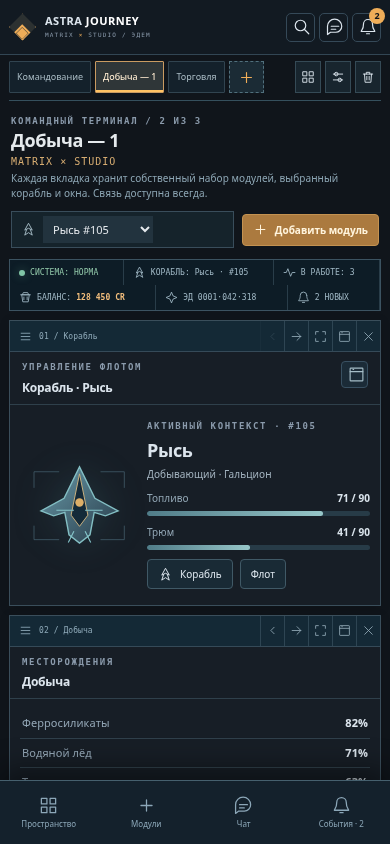 ASTRA JOURNEY
MATRIX × STUDIO / ЭДЕМ
2
Командование
Добыча — 1
Торговля
КОМАНДНЫЙ ТЕРМИНАЛ / 2 ИЗ 3
Добыча — 1
MATRIX × STUDIO
Каждая вкладка хранит собственный набор модулей, выбранный
корабль и окна. Связь доступна всегда.
Рысь #105
Добавить модуль
СИСТЕМА: НОРМА
КОРАБЛЬ: Рысь · #105
В РАБОТЕ: 3
БАЛАНС: 128 450 CR
ЭД 0001·042·318
2 НОВЫХ
01 / Корабль
УПРАВЛЕНИЕ ФЛОТОМ
Корабль · Рысь
АКТИВНЫЙ КОНТЕКСТ · #105
Рысь
Добывающий · Гальцион
Топливо 71 / 90
Трюм 41 / 90
Корабль
Флот
02 / Добыча
МЕСТОРОЖДЕНИЯ
Добыча
Ферросиликаты 82%
Водяной лёд 71%
Пространство
Модули
Чат
События · 2